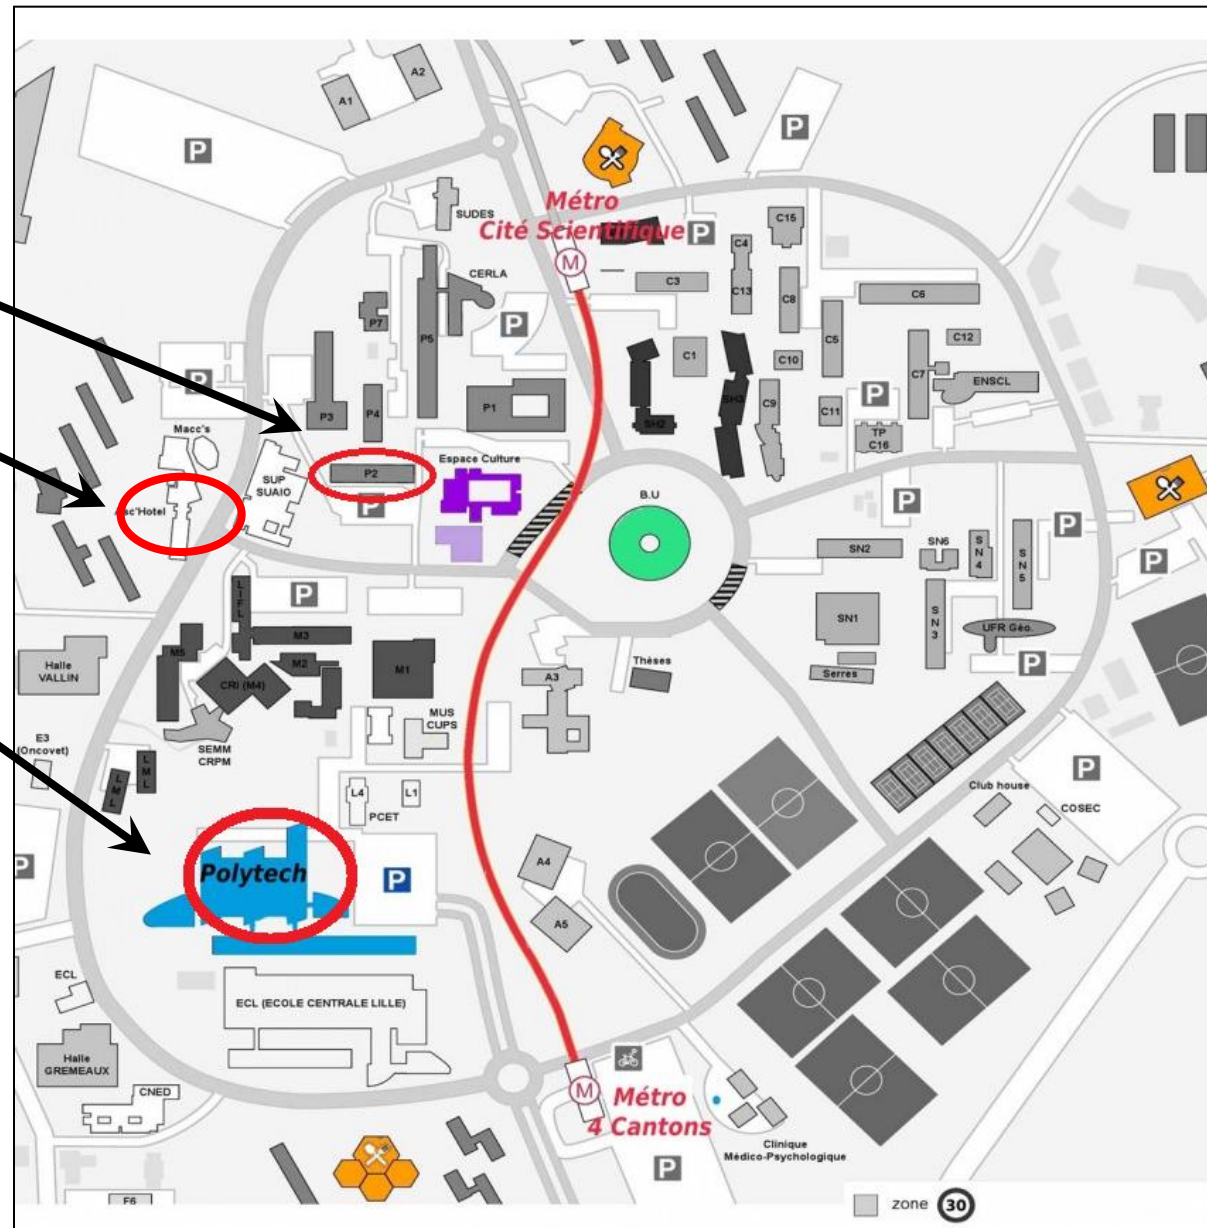 A2
A1
P
P
Métro
Cité Scientifique
M
P
SUDES
CERLA
C15
C4
C3
C13
C8
C6
P7
P5
P
C5
C12
C1
C10
C7
ENSCL
P
P3
P4
P1
SH3
C9
C11
P
SH2
TP
C16
Macc's
P2
Espace Culture
SUP
SUAIO
P
B.U
P
P
P
SN2
SN6
SN4
SN5
LIFL
P
M3
SN1
SN3
UFR Géo.
P
M5
M2
M1
Halle
VALLIN
CRI (M4)
A3
Thèses
Serres
MUS
CUPS
E3
(Oncovet)
SEMM
CRPM
LML
LML
L4
L1
PCET
P
Club house
COSEC
P
Polytech
P
A4
A5
ECL
ECL (ECOLE CENTRALE LILLE)
Halle
GREMEAUX
CNED
M
Métro
4 Cantons
P
Clinique
Médico-Psychologique
F6
zone 30